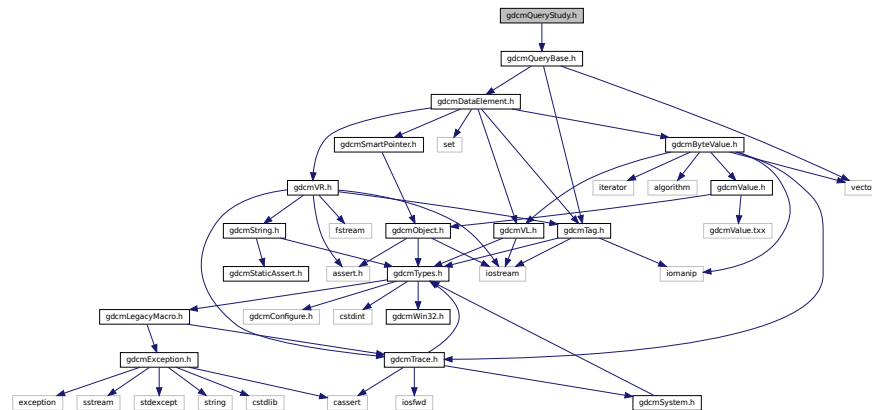 gdcmQueryStudy.h
gdcmQueryBase.h
gdcmDataElement.h
gdcmSmartPointer.h
set
gdcmByteValue.h
gdcmVR.h
iterator
algorithm
gdcmValue.h
vector
gdcmString.h
fstream
gdcmObject.h
gdcmVL.h
gdcmTag.h
gdcmValue.txx
gdcmStaticAssert.h
assert.h
gdcmTypes.h
iostream
iomanip
gdcmLegacyMacro.h
gdcmConfigure.h
cstdint
gdcmWin32.h
gdcmException.h
gdcmTrace.h
exception
sstream
stdexcept
string
cstdlib
cassert
iosfwd
gdcmSystem.h